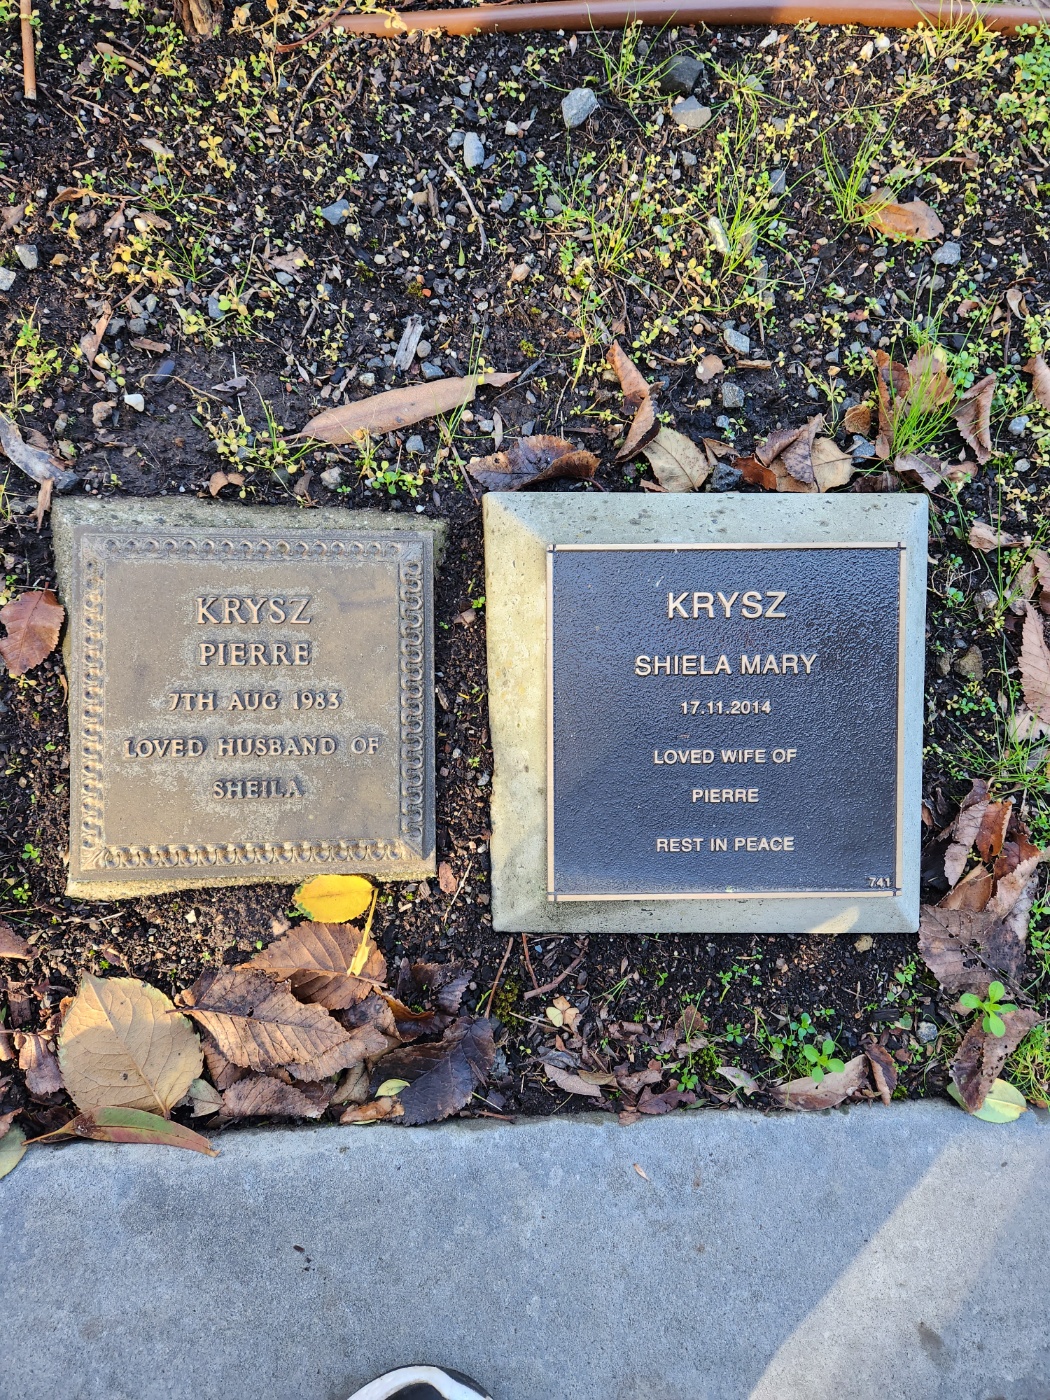 KRYSZ
PIERRE
7TH AUG 1983
LOVED HUSBAND OF
SHEILA
KRYSZ
SHIELA MARY
17.11.2014
LOVED WIFE OF
PIERRE
REST IN PEACE
741